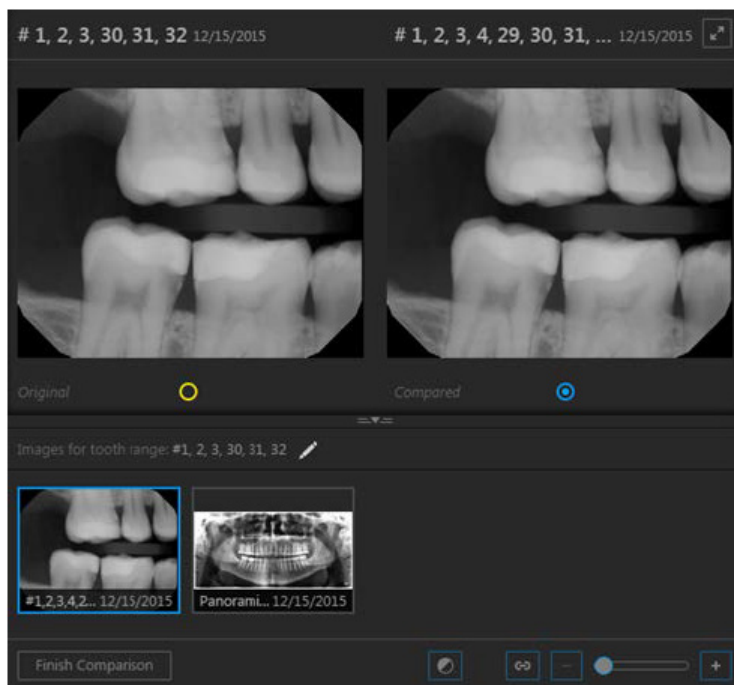 # 1, 2, 3, 30, 31, 32 12/15/2015
# 1, 2, 3, 4, 29, 30, 31, ... 12/15/2015
Original
Compared
Images for tooth range: #1, 2, 3, 30, 31, 32
#1,2,3,4,2... 12/15/2015
Panorami... 12/15/2015
Finish Comparison